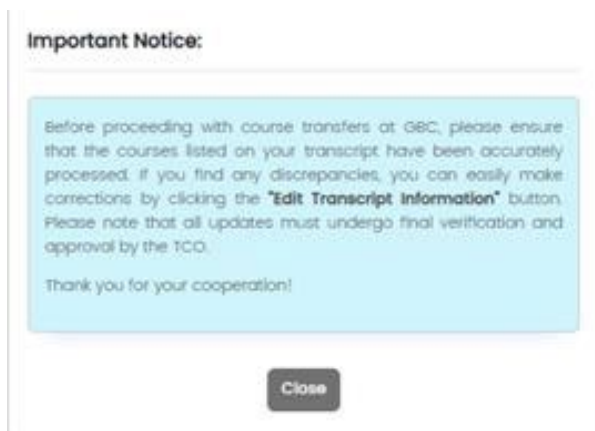 Important Notice:
Before proceeding with course transfers at GBC, please ensure
that the courses listed on your transcript have been accurately
processed. If you find any discrepancies, you can easily make
corrections by clicking the "Edit Transcript Information" button.
Please note that all updates must undergo final verification and
approval by the TCO.
Thank you for your cooperation!
Close